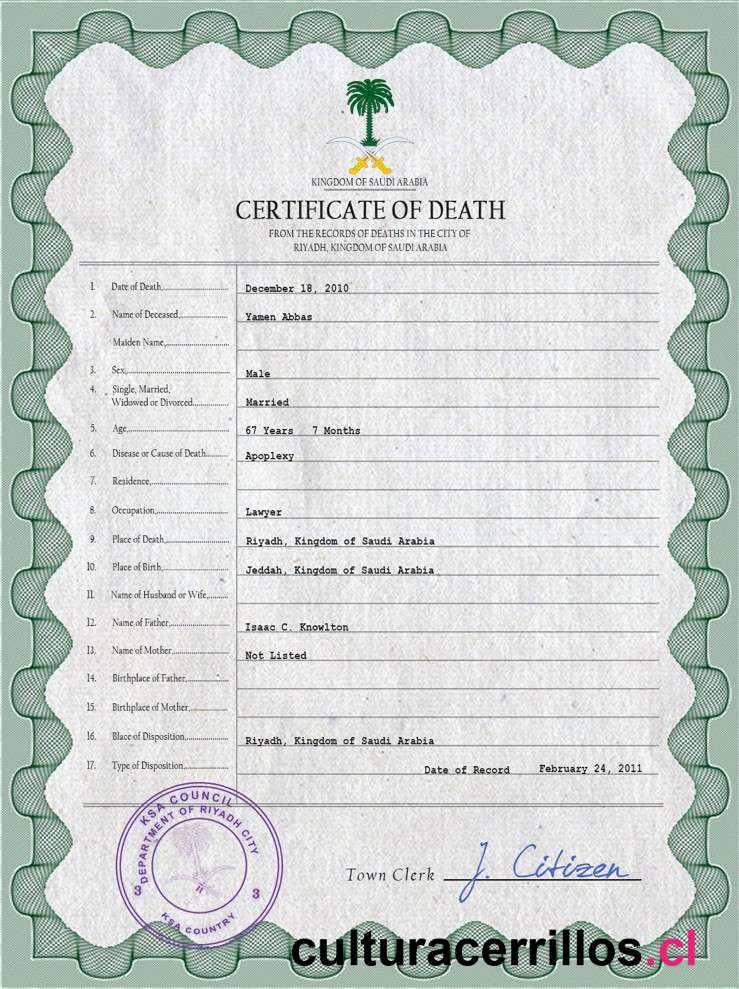 KINGDOM OF SAUDI ARABIA
CERTIFICATE OF DEATH
FROM THE RECORDS OF DEATHS IN THE CITY OF
RIYADH, KINGDOM OF SAUDI ARABIA
1. Date of Death, December 18, 2010
2. Name of Deceased, Yamen Abbas
Maiden Name,
3. Sex, Male
4. Single, Married,
Widowed or Divorced Married
5. Age, 67 Years 7 Months
6. Disease or Cause of Death Apoplexy
7. Residence,
8. Occupation, Lawyer
9. Place of Death, Riyadh, Kingdom of Saudi Arabia
10. Place of Birth, Jeddah, Kingdom of Saudi Arabia
11. Name of Husband or Wife,
12. Name of Father, Isaac C. Knowlton
13. Name of Mother, Not Listed
14. Birthplace of Father,
15. Birthplace of Mother,
16. Blace of Disposition, Riyadh, Kingdom of Saudi Arabia
17. Type of Disposition, Date of Record February 24, 2011
KSA COUNCIL
DEPARTMENT OF RIYADH CITY
3 3
KSA COUNTRY
Town Clerk J. Citizen
culturacerrillos.cl